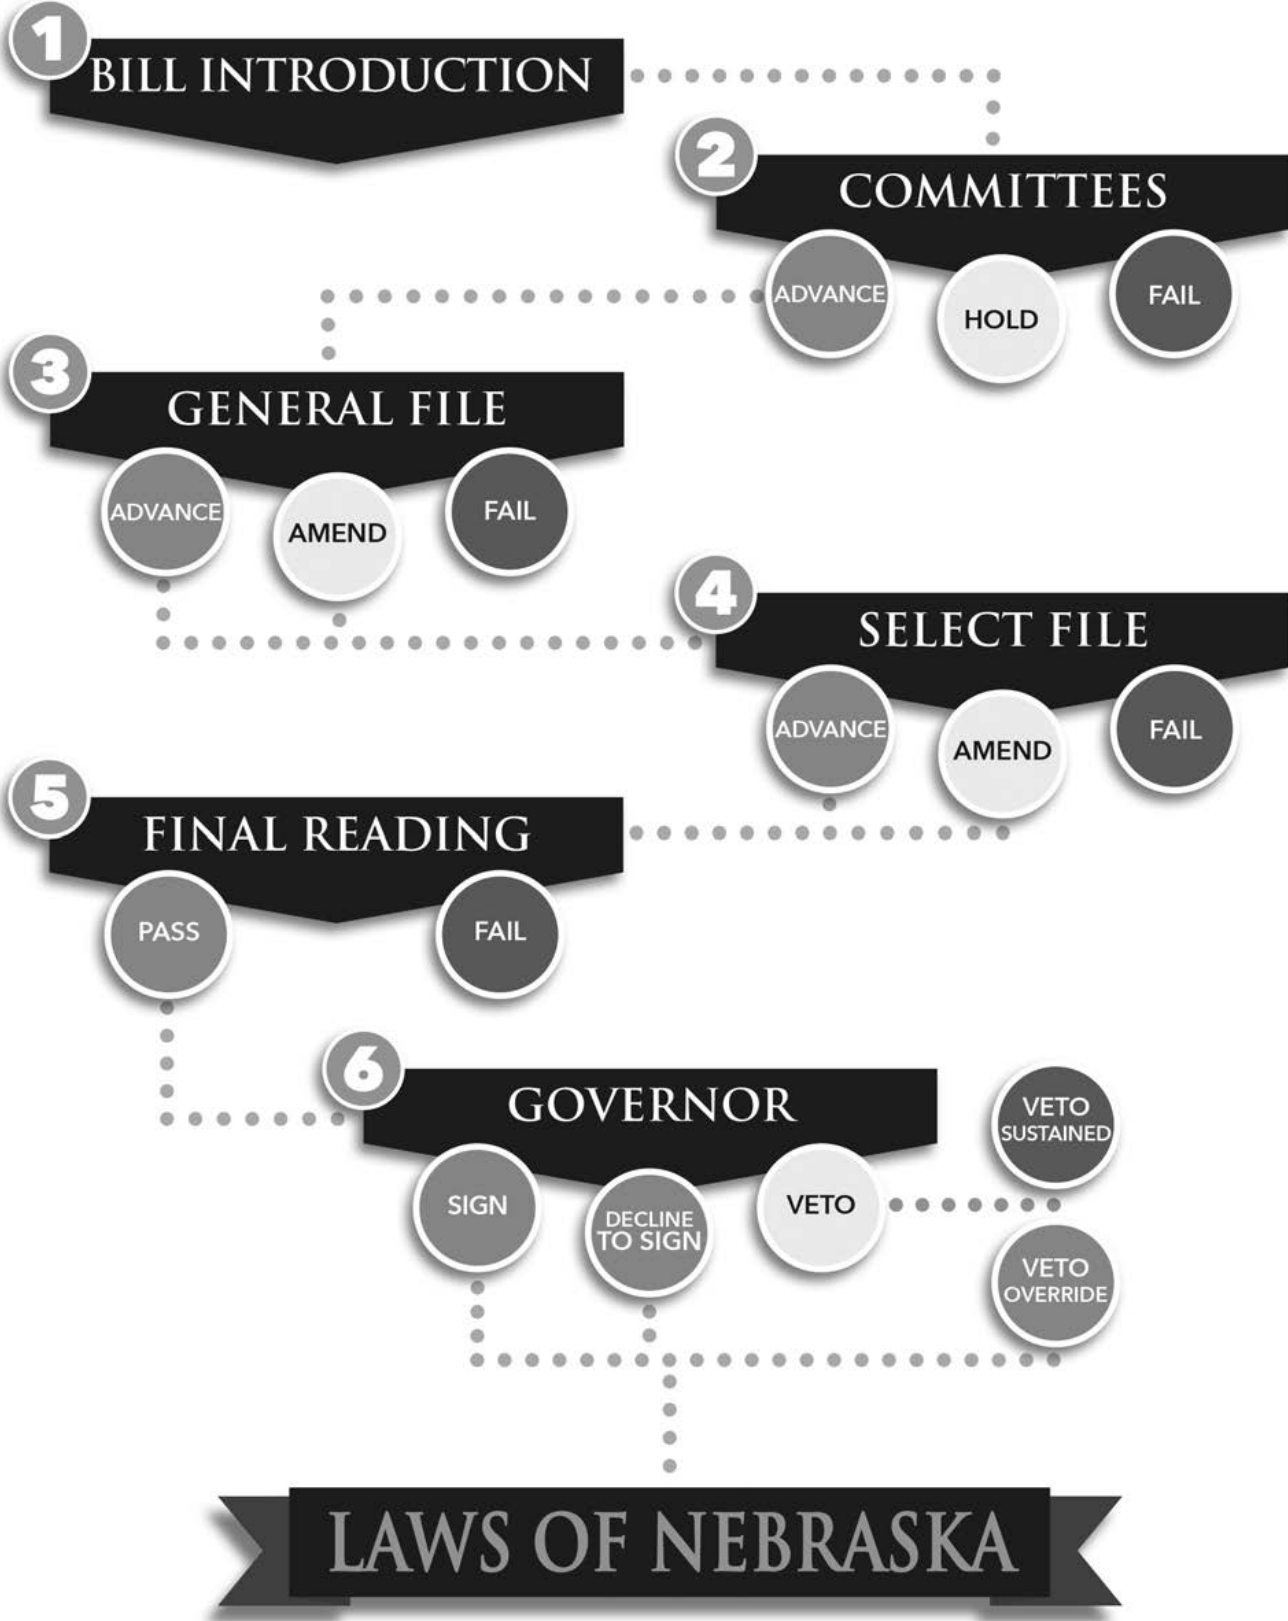 1
BILL INTRODUCTION
2
COMMITTEES
ADVANCE
HOLD
FAIL
3
GENERAL FILE
ADVANCE
AMEND
FAIL
4
SELECT FILE
ADVANCE
AMEND
FAIL
5
FINAL READING
PASS
FAIL
6
GOVERNOR
SIGN
DECLINE
TO SIGN
VETO
VETO
SUSTAINED
VETO
OVERRIDE
LAWS OF NEBRASKA